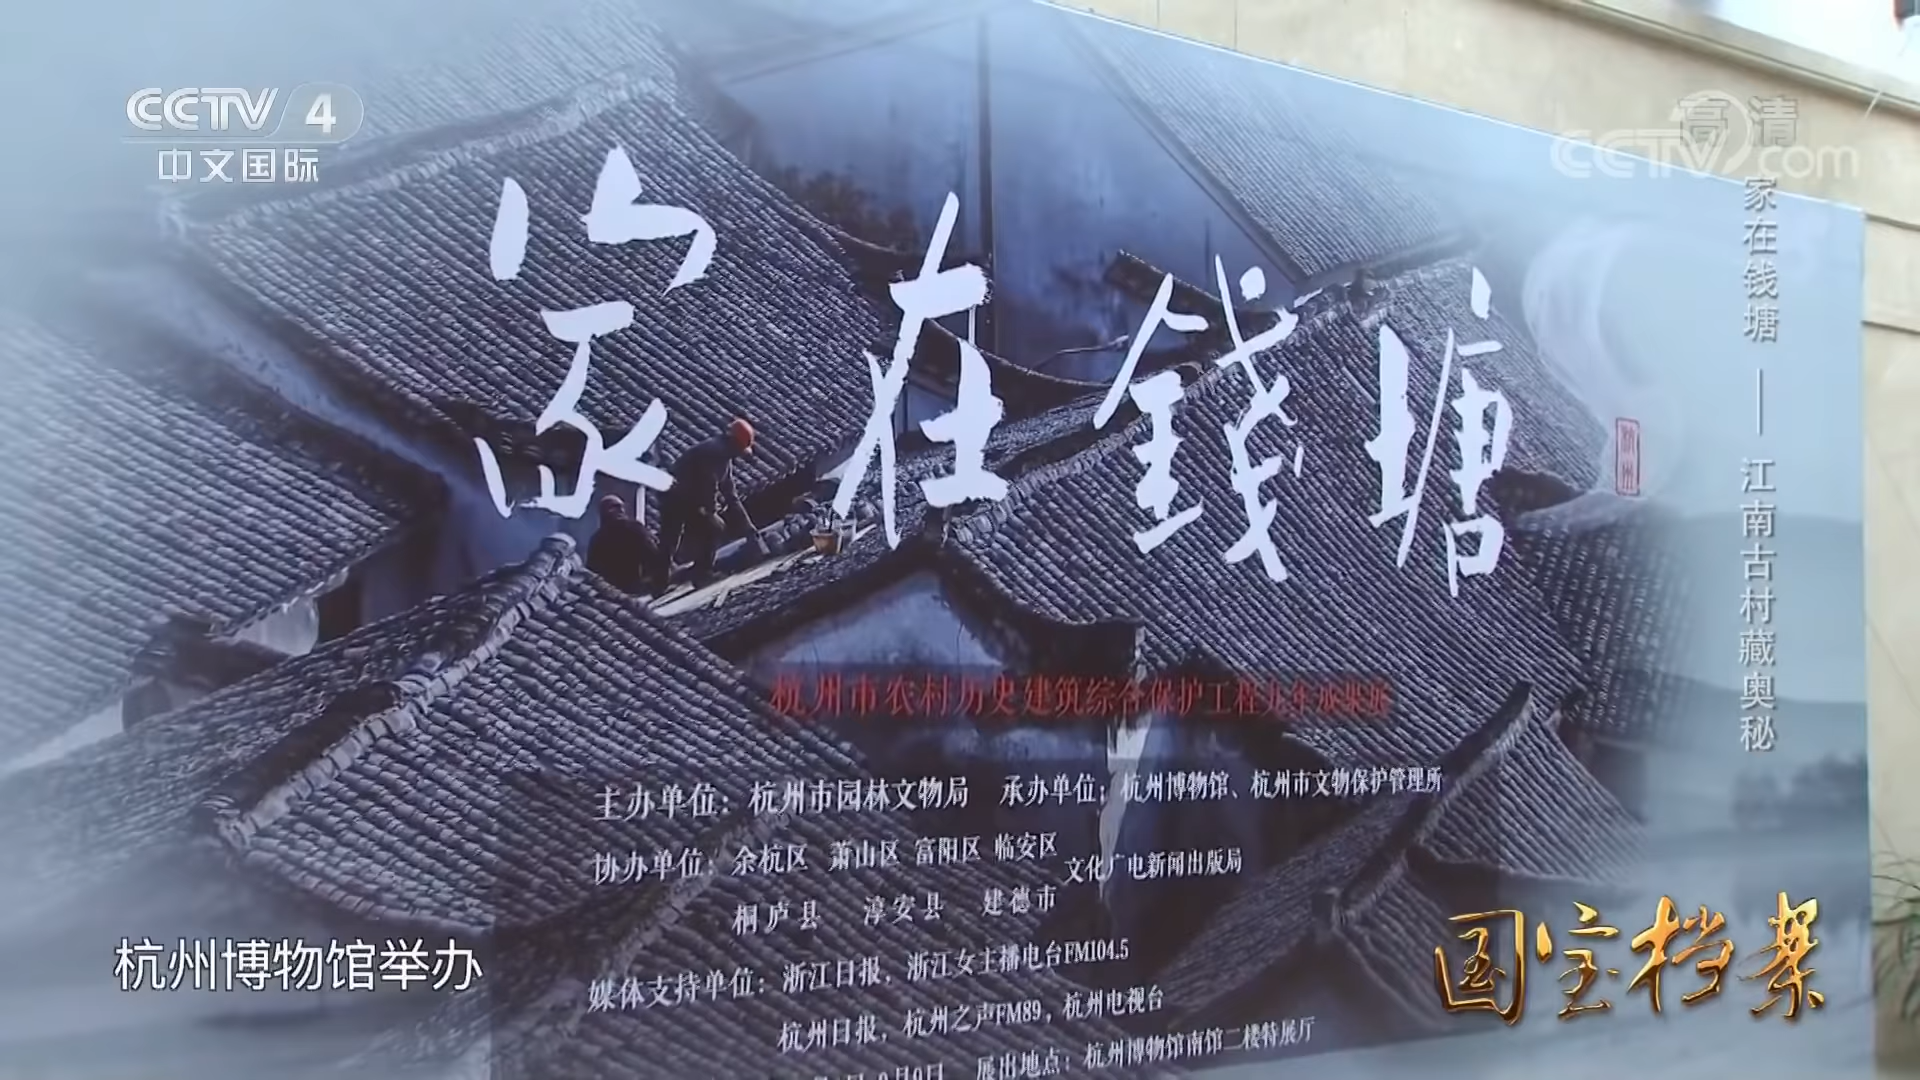 CCTV 4
中文国际
高清
CCTV.com
家在钱塘——江南古村藏奥秘
家在錢塘
杭州
杭州市农村历史建筑综合保护工程九年成果展
主办单位：杭州市园林文物局 承办单位：杭州博物馆、杭州市文物保护管理所
协办单位：余杭区 萧山区 富阳区 临安区
文化广电新闻出版局
桐庐县 淳安县 建德市
媒体支持单位：浙江日报，浙江女主播电台FM104.5
杭州日报，杭州之声FM89，杭州电视台
9日 展出地点：杭州博物馆南馆二楼特展厅
杭州博物馆举办
国宝档案